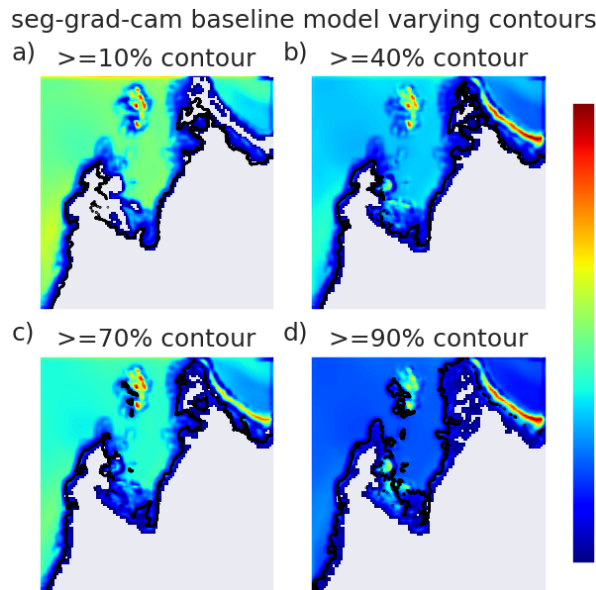 seg-grad-cam baseline model varying contours
a) >=10% contour
b) >=40% contour
c) >=70% contour
d) >=90% contour